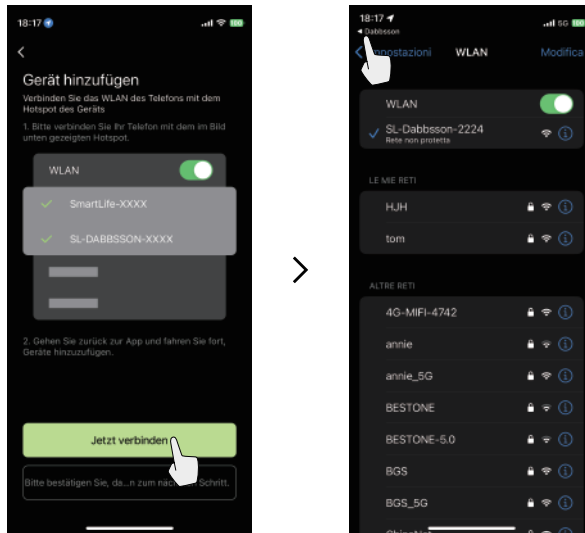 18:17
100
Gerät hinzufügen
Verbinden Sie das WLAN des Telefons mit dem
Hotspot des Geräts
1. Bitte verbinden Sie Ihr Telefon mit dem im Bild
unten gezeigten Hotspot.
WLAN
SmartLife-XXXX
SL-DABBSSON-XXXX
2. Gehen Sie zurück zur App und fahren Sie fort,
Geräte hinzuzufügen.
Jetzt verbinden
Bitte bestätigen Sie, da...n zum Schritt.
18:17
5G
Dabbsson
WLAN
Modifica
WLAN
SL-Dabbsson-2224
Rete non protetta
LE MIE RETI
HJH
tom
ALTRE RETI
4G-MIFI-4742
annie
annie_5G
BESTONE
BESTONE-5.0
BGS
BGS_5G